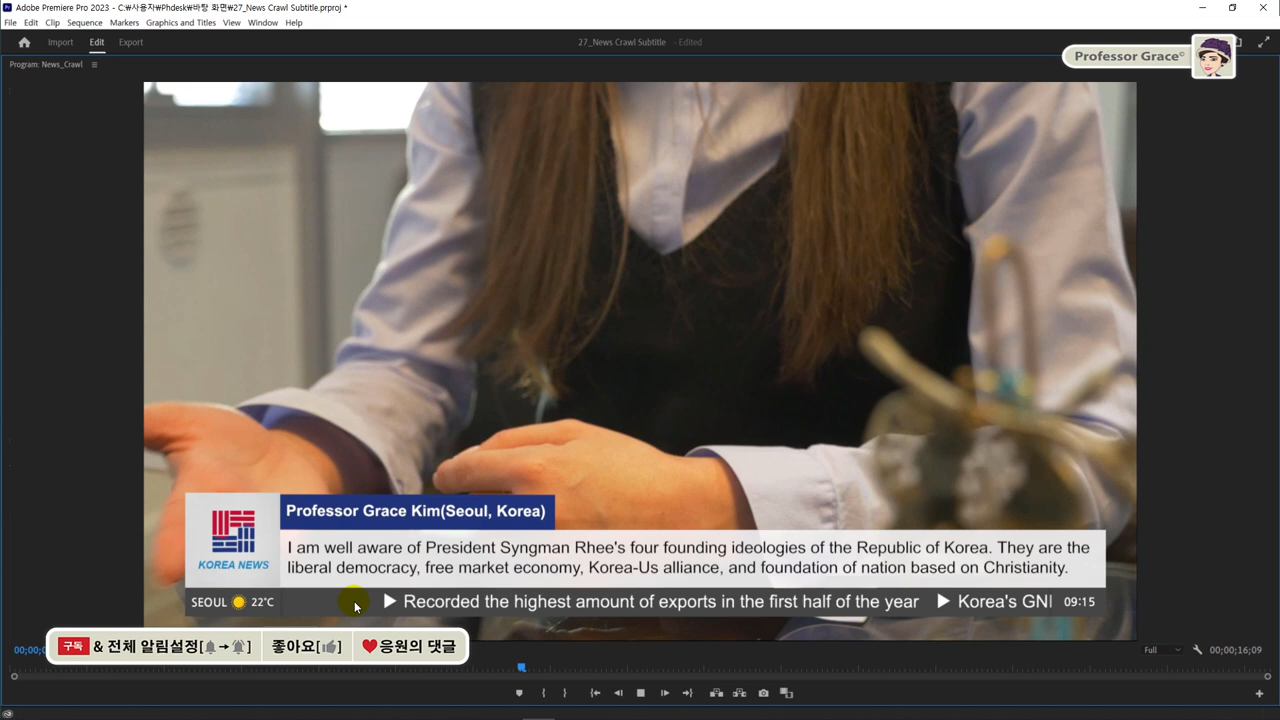 Adobe Premiere Pro 2023 - C:₩사용자₩Phdesk₩바탕 화면₩27_News Crawl Subtitle.prproj *
File Edit Clip Sequence Markers Graphics and Titles View Window Help
Import Edit Export
27_News Crawl Subtitle - Edited
Professor Grace©
Program: News_Crawl
Professor Grace Kim(Seoul, Korea)
I am well aware of President Syngman Rhee's four founding ideologies of the Republic of Korea. They are the
liberal democracy, free market economy, Korea-Us alliance, and foundation of nation based on Christianity.
KOREA NEWS
SEOUL 22°C
▶ Recorded the highest amount of exports in the first half of the year ▶ Korea's GNI
09:15
구독 & 전체 알림설정[→] 좋아요[] 응원의 댓글
00;00;0
Full
00;00;16;09